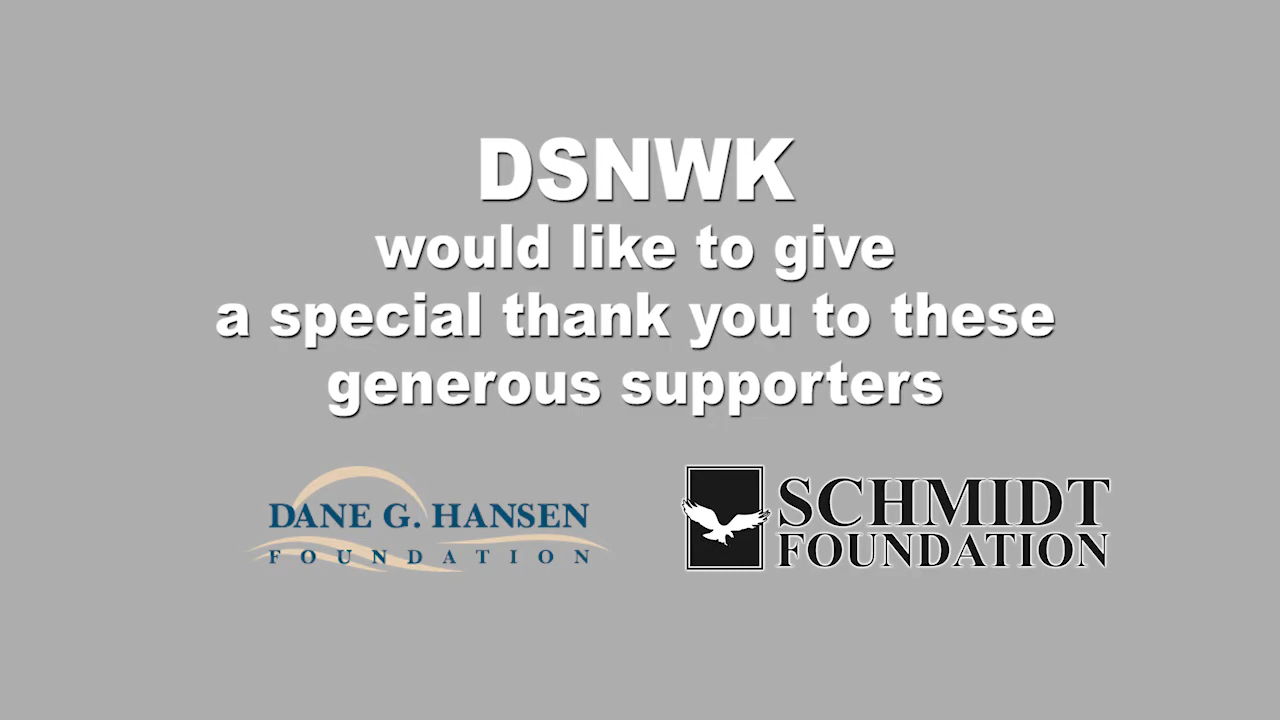 DSNWK
would like to give
a special thank you to these
generous supporters
DANE G. HANSEN
FOUNDATION
SCHMIDT
FOUNDATION